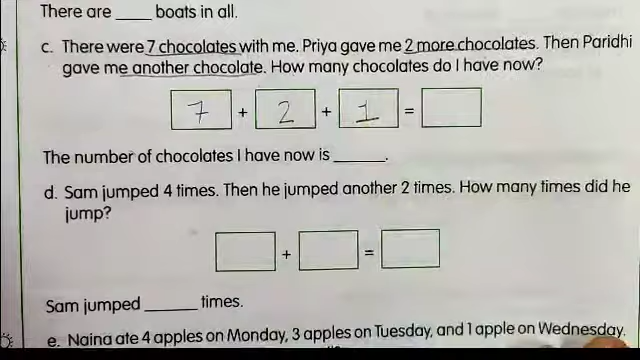 There are ____ boats in all.
c. There were 7 chocolates with me. Priya gave me 2 more chocolates. Then Paridhi
gave me another chocolate. How many chocolates do I have now?
7 + 2 + 1 =
The number of chocolates I have now is ______.
d. Sam jumped 4 times. Then he jumped another 2 times. How many times did he
jump?
+ =
Sam jumped ______ times.
e. Naina ate 4 apples on Monday, 3 apples on Tuesday, and 1 apple on Wednesday.